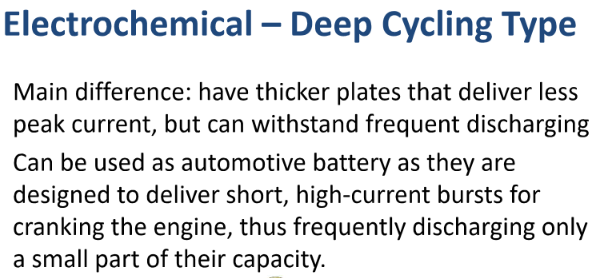 Electrochemical – Deep Cycling Type
Main difference: have thicker plates that deliver less
peak current, but can withstand frequent discharging
Can be used as automotive battery as they are
designed to deliver short, high-current bursts for
cranking the engine, thus frequently discharging only
a small part of their capacity.